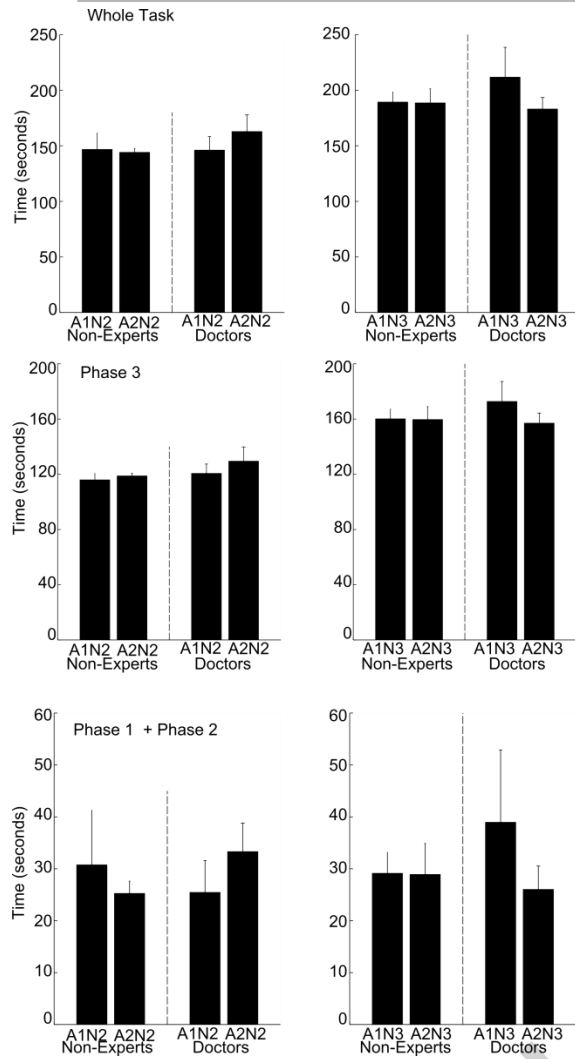 Whole Task
250
200
150
200
50
0
Time (seconds)
A1N2 A2N2 A1N2 A2N2
Non-Experts Doctors
250
200
150
200
50
0
A1N3 A2N3 A1N3 A2N3
Non-Experts Doctors
Phase 3
200
160
120
80
40
0
Time (seconds)
A1N2 A2N2 A1N2 A2N2
Non-Experts Doctors
200
160
120
80
40
0
A1N3 A2N3 A1N3 A2N3
Non-Experts Doctors
Phase 1 + Phase 2
60
50
40
30
20
10
0
Time (seconds)
A1N2 A2N2 A1N2 A2N2
Non-Experts Doctors
60
50
40
30
20
10
0
A1N3 A2N3 A1N3 A2N3
Non-Experts Doctors